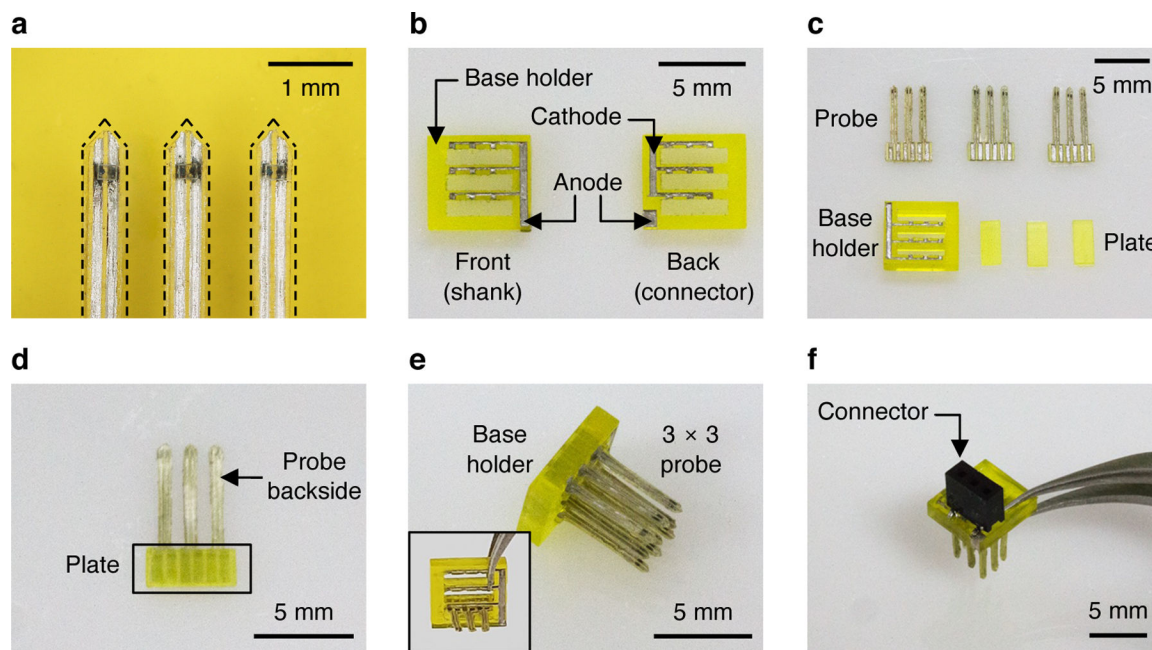 a
1 mm
b
Base holder
5 mm
Cathode
Anode
Front
(shank)
Back
(connector)
c
5 mm
Probe
Base
holder
Plate
d
Probe
backside
Plate
5 mm
e
Base
holder
3 × 3
probe
5 mm
f
Connector
5 mm